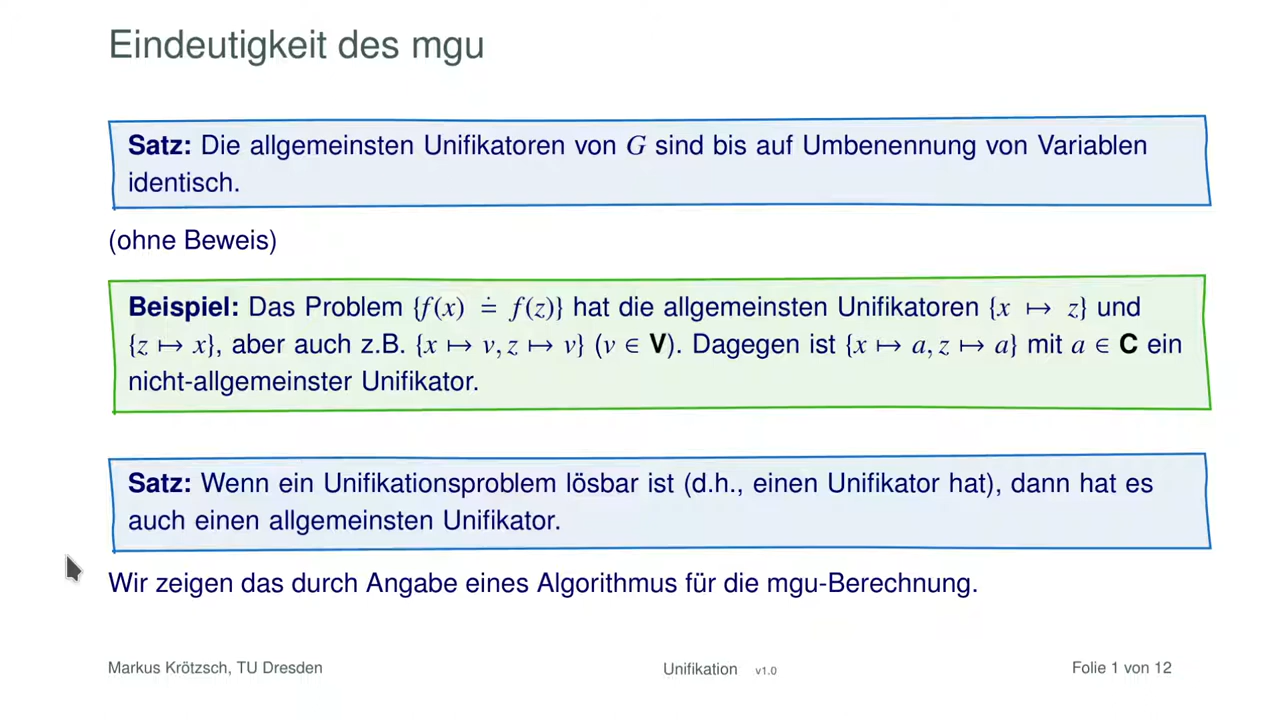 Eindeutigkeit des mgu
Satz: Die allgemeinsten Unifikatoren von G sind bis auf Umbenennung von Variablen
identisch.
(ohne Beweis)
Beispiel: Das Problem {f(x) ≐ f(z)} hat die allgemeinsten Unifikatoren {x ↦ z} und
{z ↦ x}, aber auch z.B. {x ↦ v, z ↦ v} (v ∈ V). Dagegen ist {x ↦ a, z ↦ a} mit a ∈ C ein
nicht-allgemeinster Unifikator.
Satz: Wenn ein Unifikationsproblem lösbar ist (d.h., einen Unifikator hat), dann hat es
auch einen allgemeinsten Unifikator.
Wir zeigen das durch Angabe eines Algorithmus für die mgu-Berechnung.
Markus Krötzsch, TU Dresden Unifikation v1.0 Folie 1 von 12